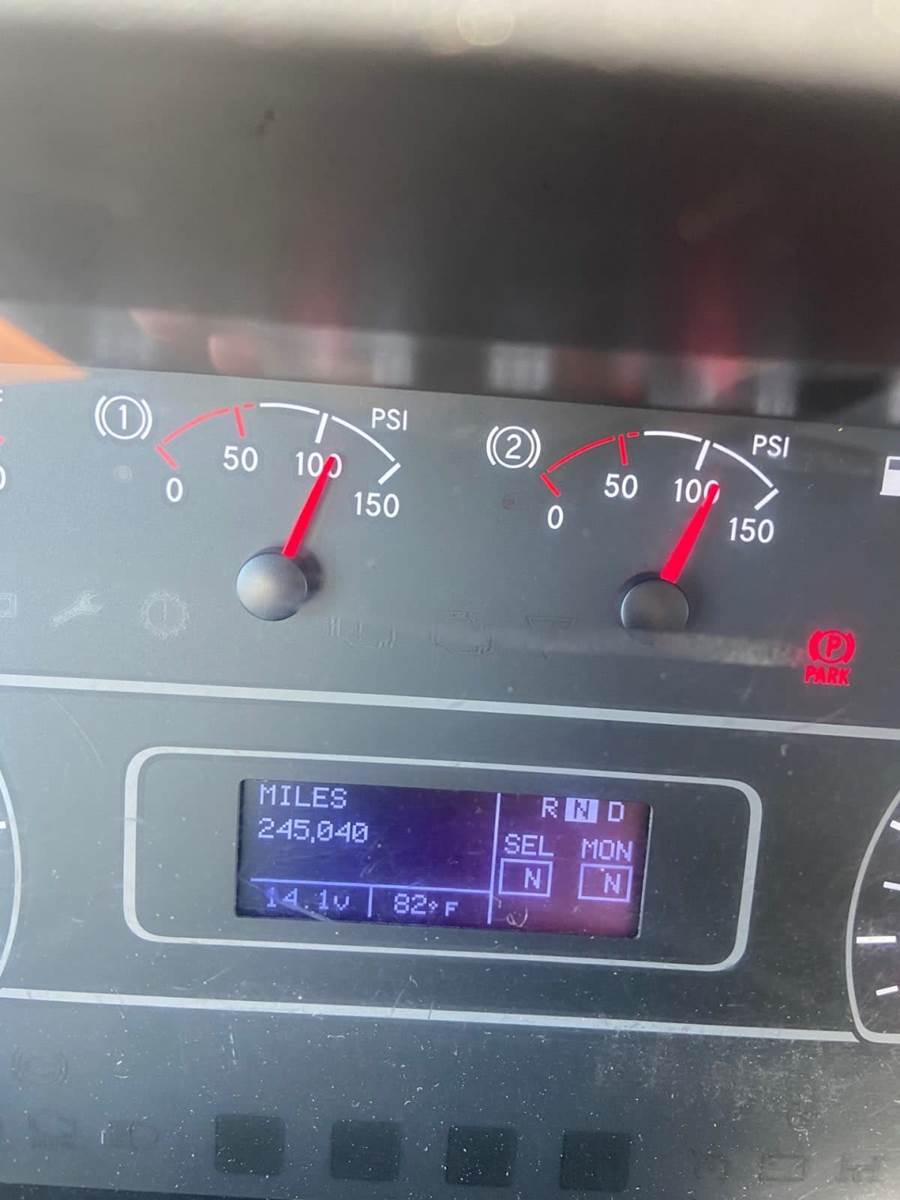 1
PSI
0
50
100
150
2
PSI
0
50
100
150
P
PARK
MILES
245,040
R N D
SEL MON
N N
14.1v 82°F